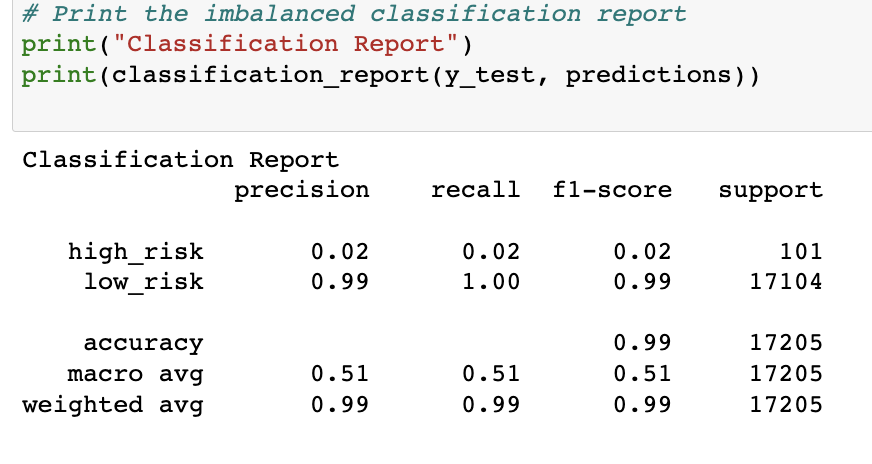 # Print the imbalanced classification report
print("Classification Report")
print(classification_report(y_test, predictions))
Classification Report
precision recall f1-score support
high_risk 0.02 0.02 0.02 101
low_risk 0.99 1.00 0.99 17104
accuracy 0.99 17205
macro avg 0.51 0.51 0.51 17205
weighted avg 0.99 0.99 0.99 17205